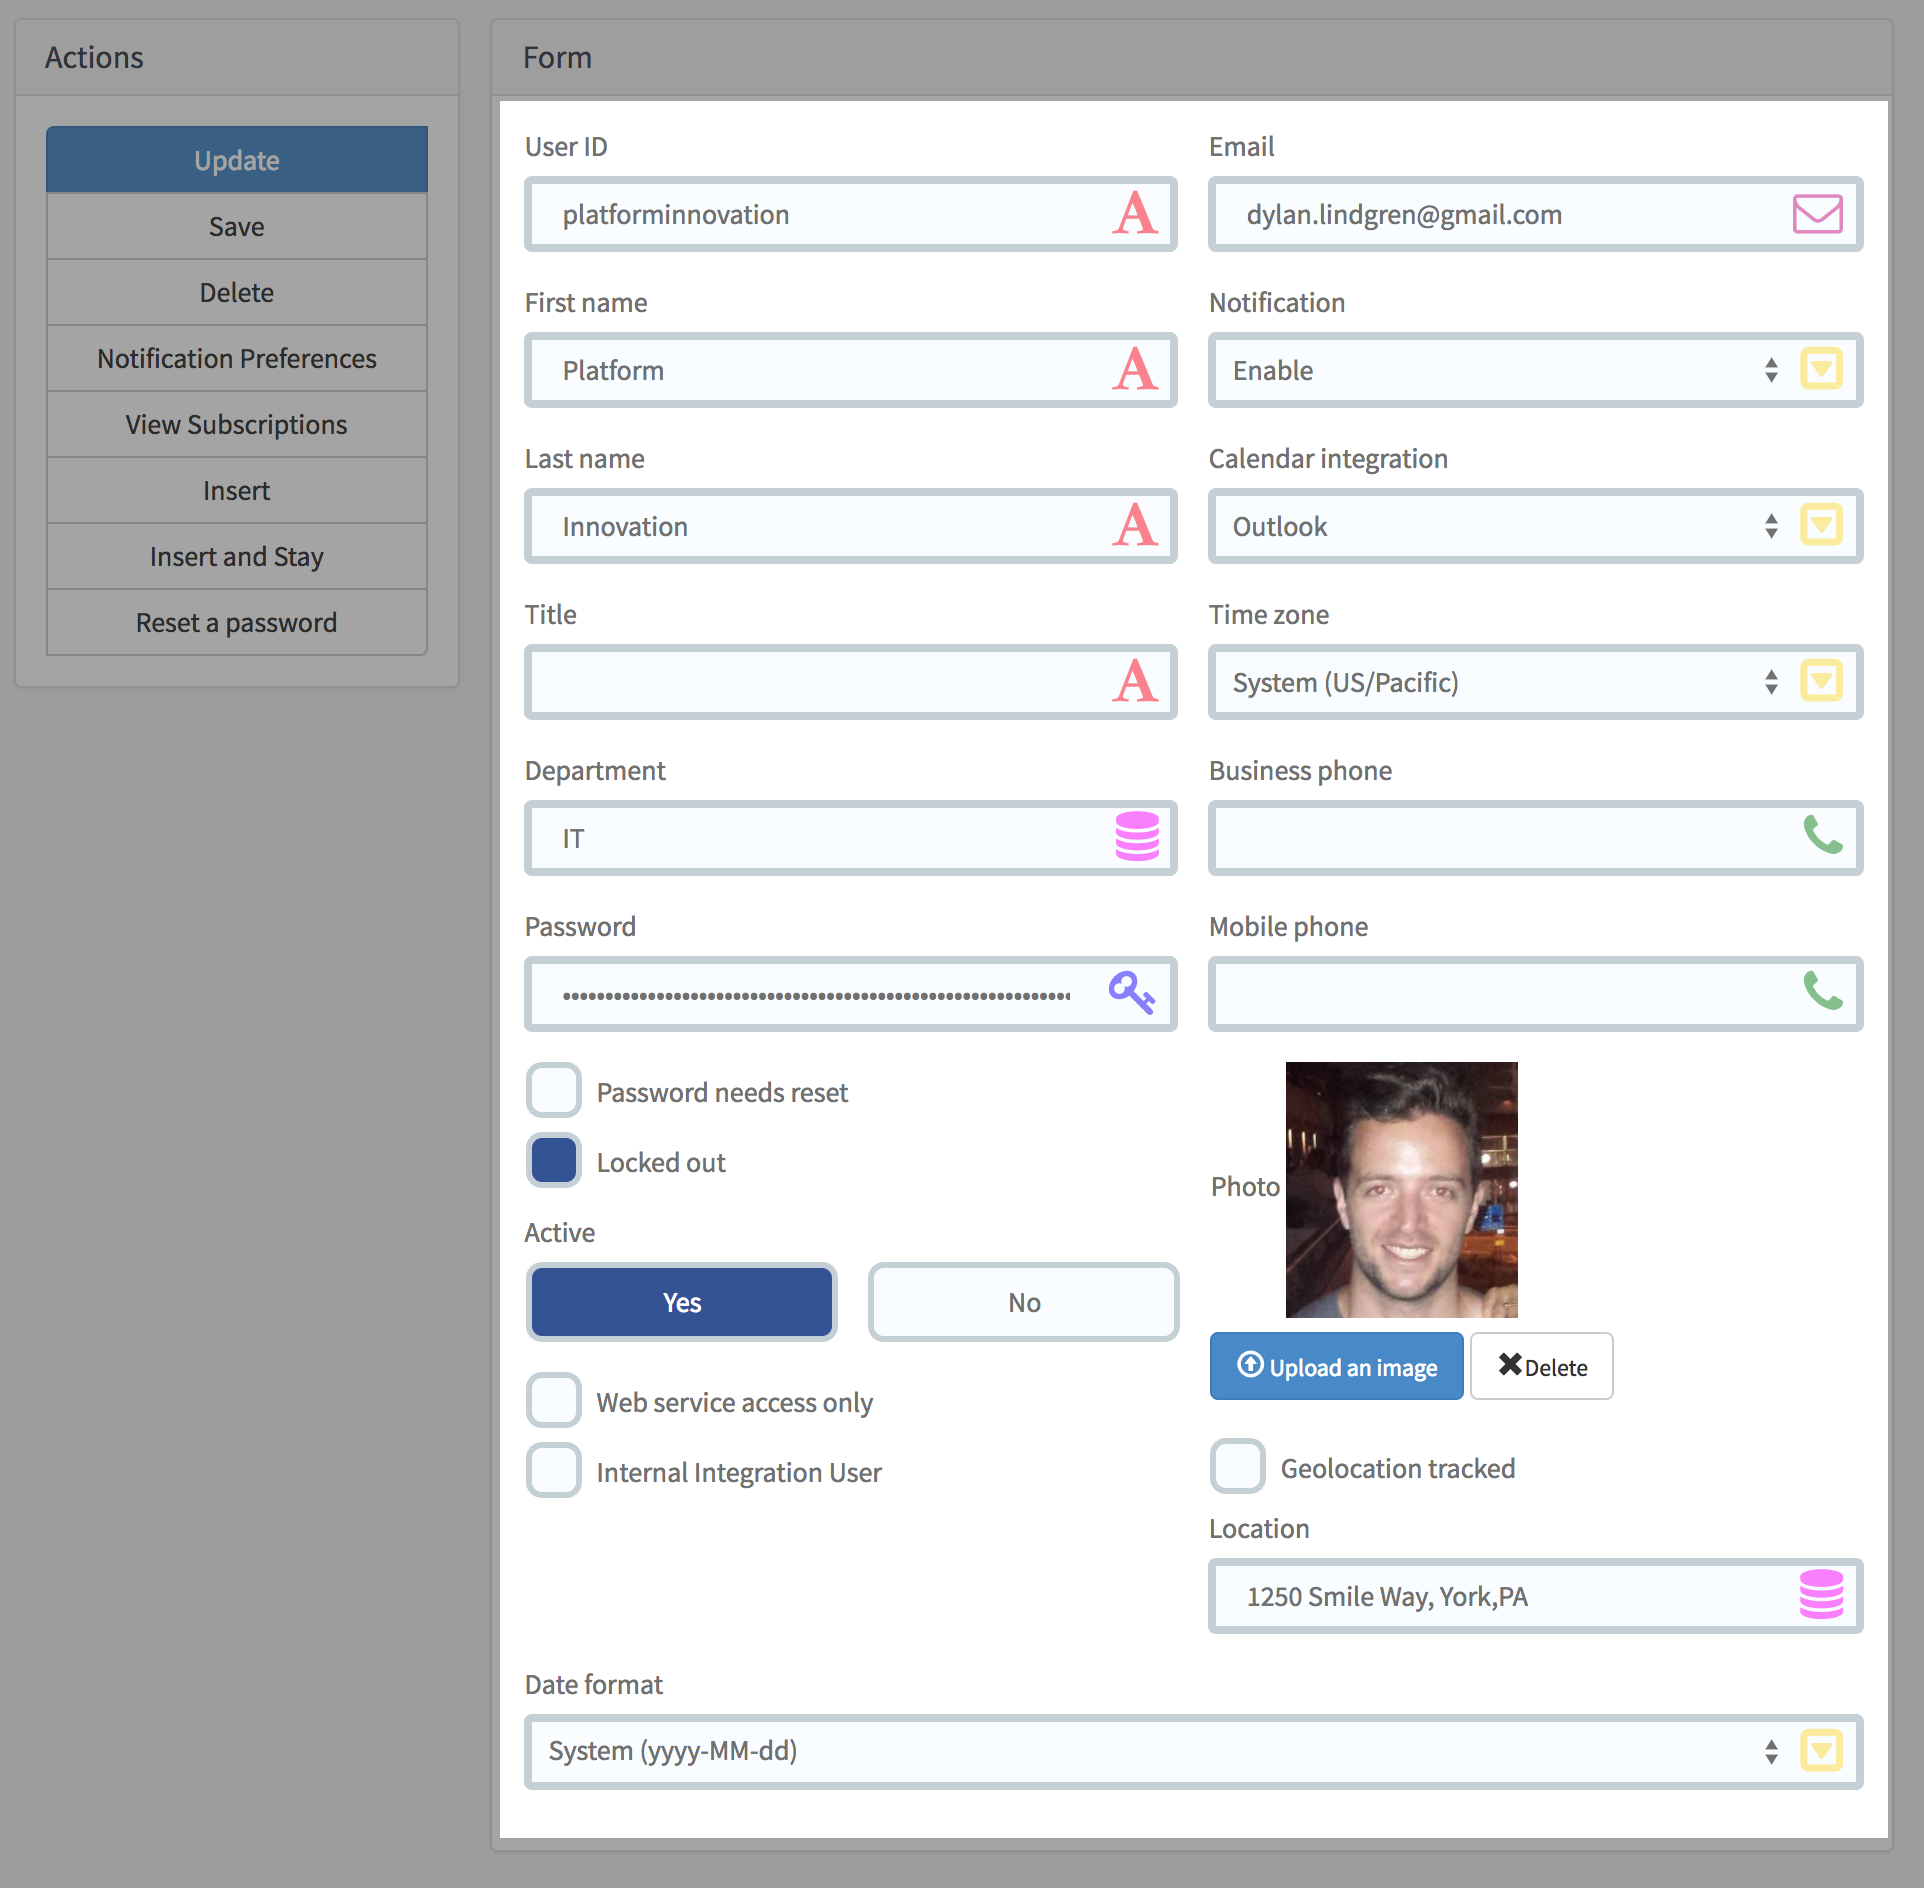 Actions
Update
Save
Delete
Notification Preferences
View Subscriptions
Insert
Insert and Stay
Reset a password
Form
User ID
platforminnovation
First name
Platform
Last name
Innovation
Title
Department
IT
Password
Password needs reset
Locked out
Active
Yes
No
Web service access only
Internal Integration User
Email
dylan.lindgren@gmail.com
Notification
Enable
Calendar integration
Outlook
Time zone
System (US/Pacific)
Business phone
Mobile phone
Photo
Upload an image
Delete
Geolocation tracked
Location
1250 Smile Way, York,PA
Date format
System (yyyy-MM-dd)